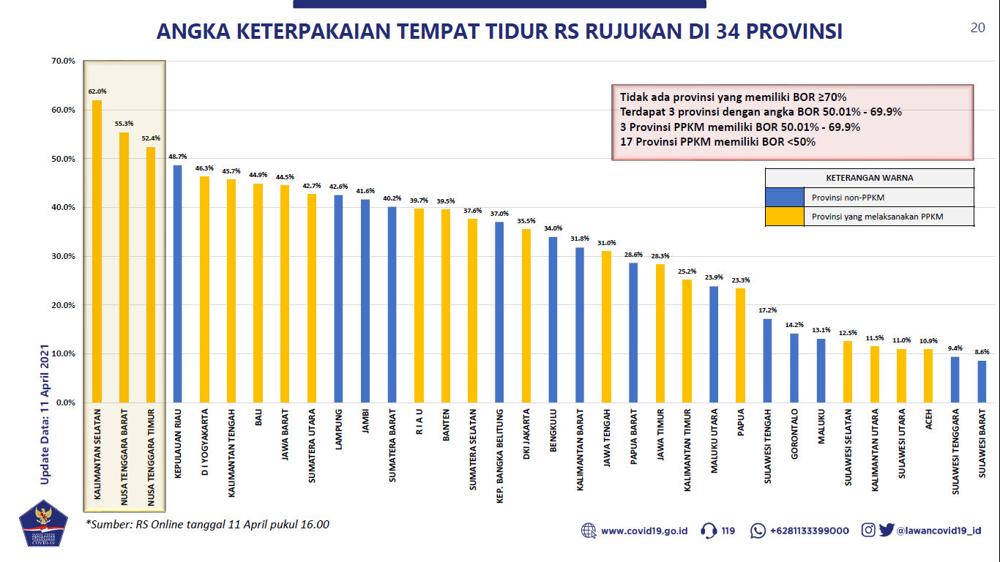 ANGKA KETERPAKAIAN TEMPAT TIDUR RS RUJUKAN DI 34 PROVINSI
20
70.0%
60.0%
50.0%
40.0%
30.0%
20.0%
10.0%
0.0%
62.0%
55.3%
52.4%
48.7%
46.3%
45.7%
44.9%
44.5%
42.7%
42.6%
41.6%
40.2%
39.7%
39.5%
37.6%
37.0%
35.5%
34.0%
31.8%
31.0%
28.6%
28.3%
25.2%
23.9%
23.3%
17.2%
14.2%
13.1%
12.5%
11.5%
11.0%
10.9%
9.4%
8.6%
Tidak ada provinsi yang memiliki BOR ≥70%
Terdapat 3 provinsi dengan angka BOR 50.01% - 69.9%
3 Provinsi PPKM memiliki BOR 50.01% - 69.9%
17 Provinsi PPKM memiliki BOR <50%
KETERANGAN WARNA
Provinsi non-PPKM
Provinsi yang melaksanakan PPKM
KALIMANTAN SELATAN
NUSA TENGGARA BARAT
NUSA TENGGARA TIMUR
KEPULAUAN RIAU
D I YOGYAKARTA
KALIMANTAN TENGAH
BALI
JAWA BARAT
SUMATERA UTARA
LAMPUNG
JAMBI
SUMATERA BARAT
R I A U
BANTEN
SUMATERA SELATAN
KEP. BANGKA BELITUNG
DKI JAKARTA
BENGKULU
KALIMANTAN BARAT
JAWA TENGAH
PAPUA BARAT
JAWA TIMUR
KALIMANTAN TIMUR
MALUKU UTARA
PAPUA
SULAWESI TENGAH
GORONTALO
MALUKU
SULAWESI SELATAN
KALIMANTAN UTARA
SULAWESI UTARA
ACEH
SULAWESI TENGGARA
SULAWESI BARAT
Update Data: 11 April 2021
*Sumber: RS Online tanggal 11 April pukul 16.00
COVID-19
www.covid19.go.id
119
+6281133399000
@lawancovid19_id